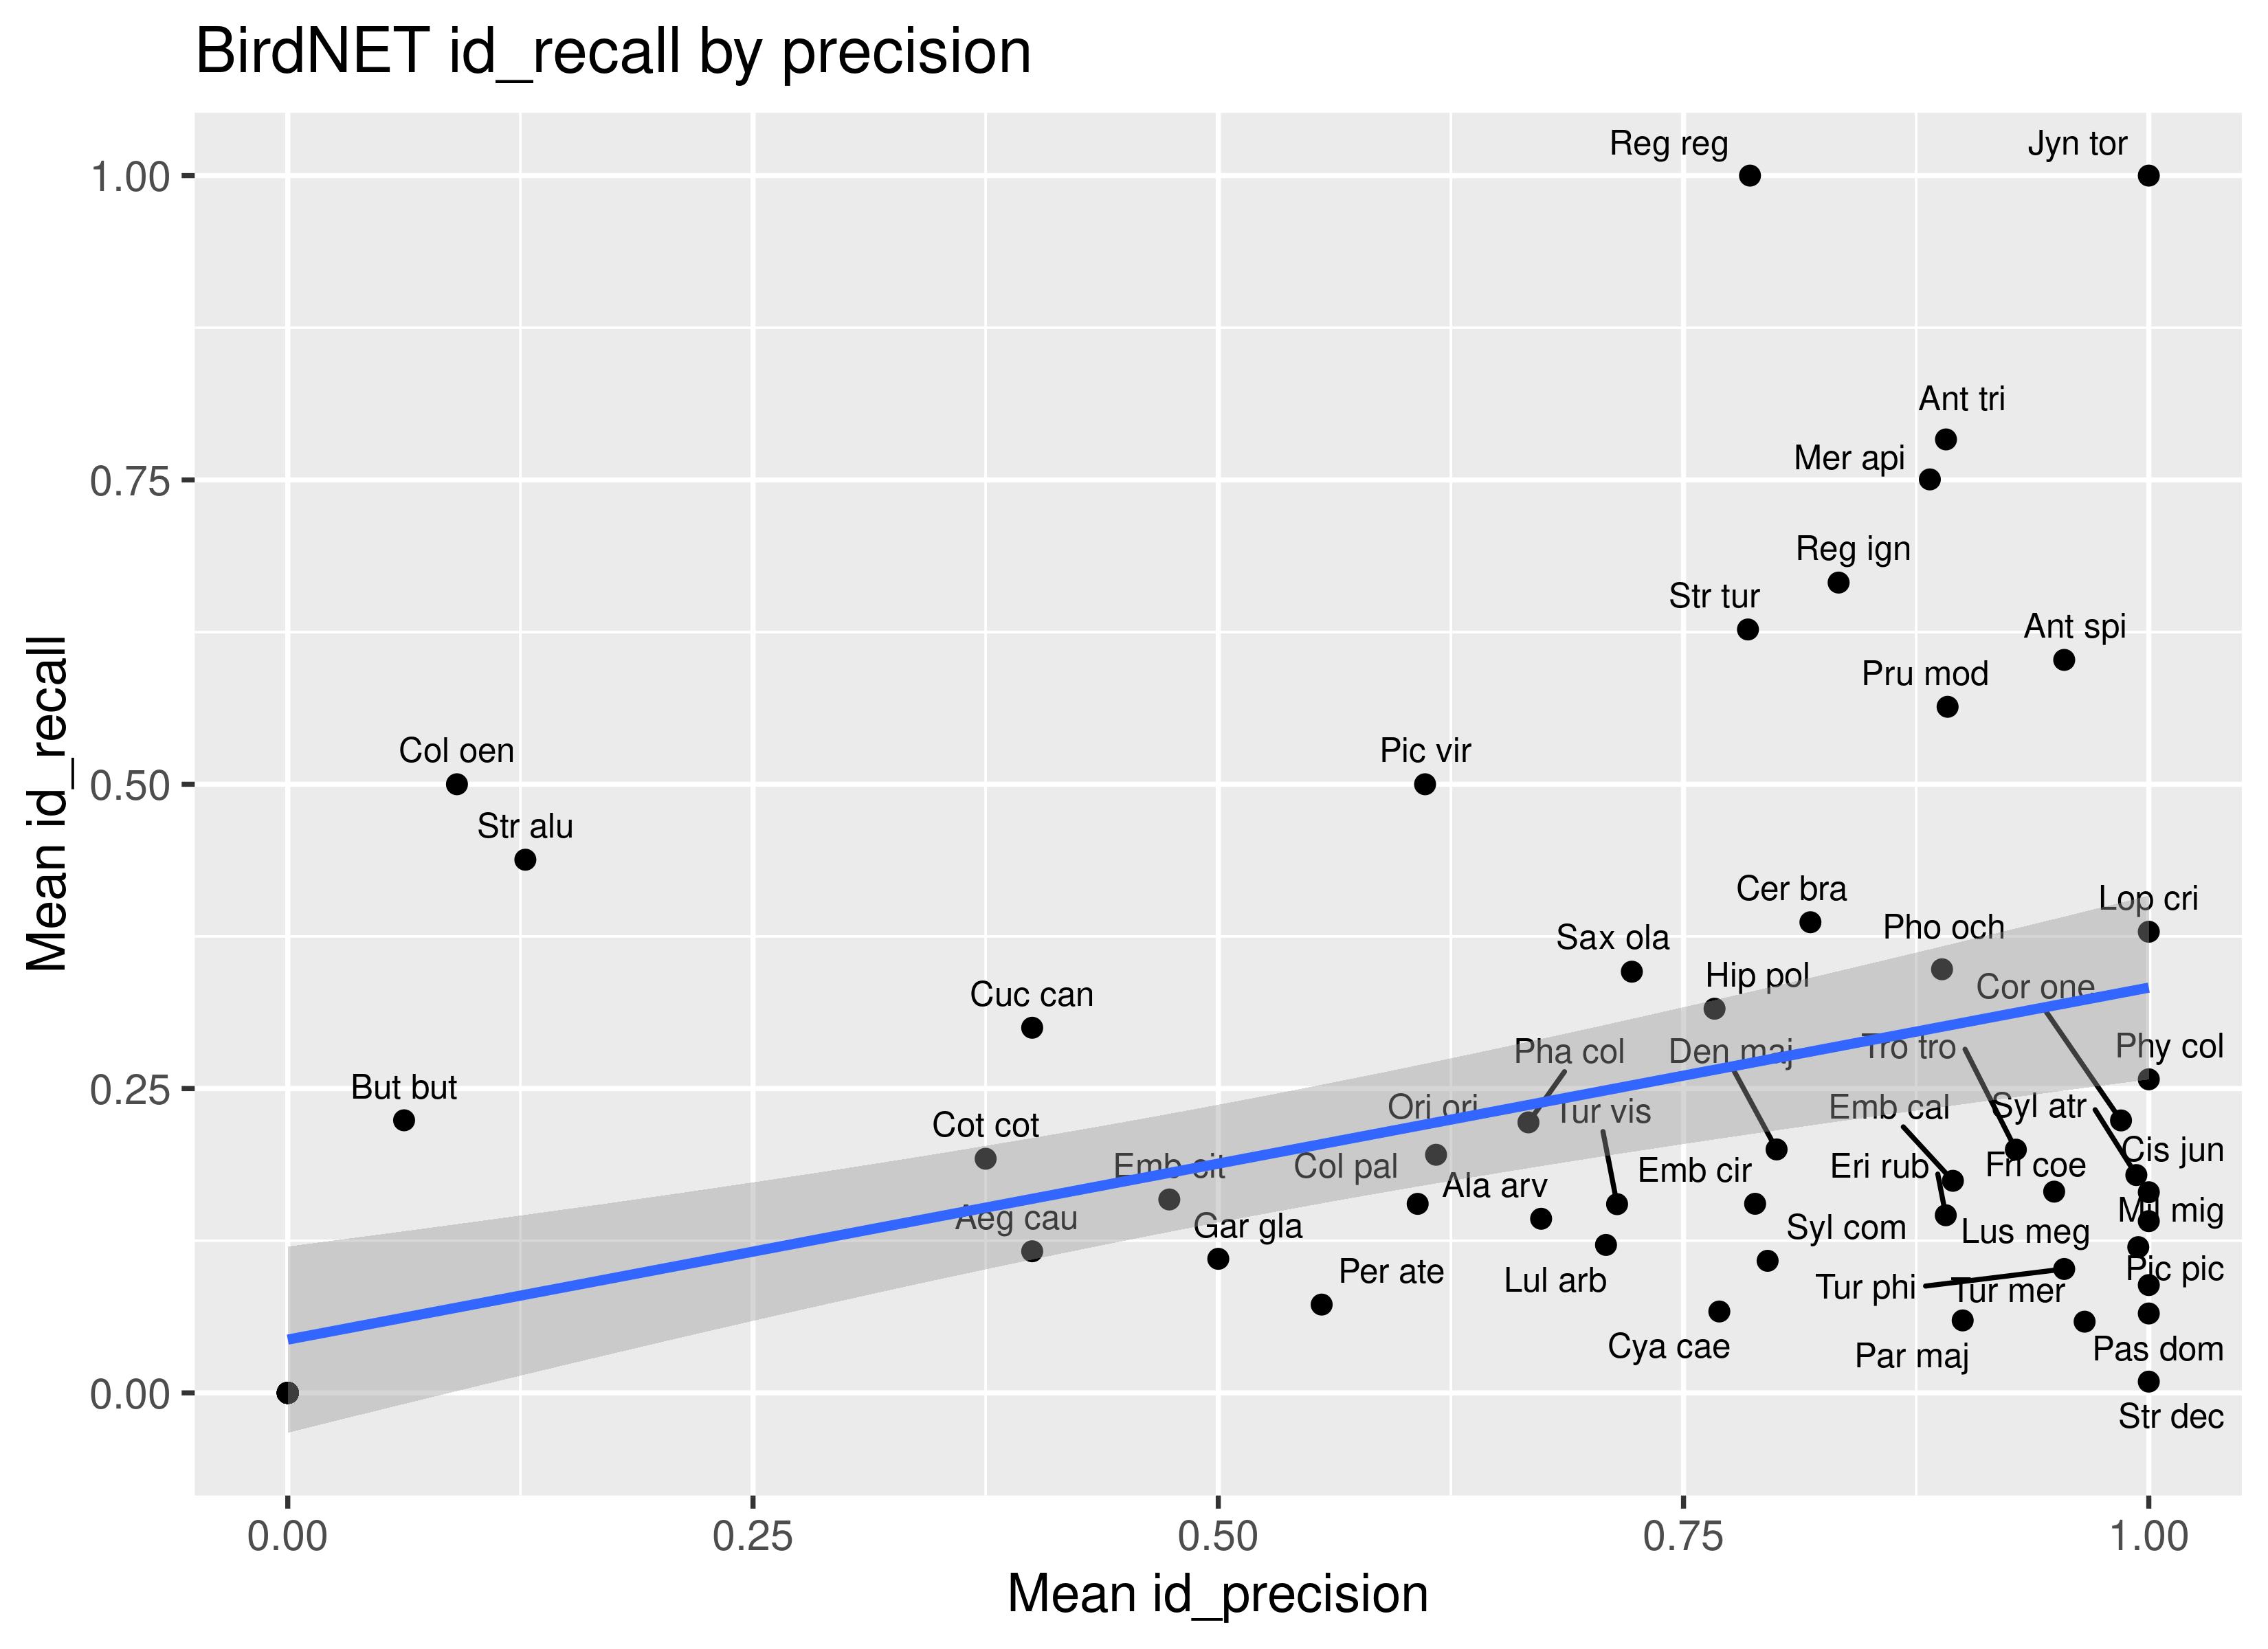 BirdNET id_recall by precision
Reg reg
Jyn tor
1.00
Ant tri
Mer api
0.75
Reg ign
Str tur
Ant spi
Pru mod
Col oen
Pic vir
0.50
Str alu
Cer bra
Lop cri
Pho och
Sax ola
Hip pol
Cor one
Cuc can
Pha col
Den maj
Tro tro
Phy col
But but
0.25
Ori ori
Tur vis
Emb cal
Syl atr
Cot cot
Cis jun
Emb cit
Col pal
Emb cir
Eri rub
Fri coe
Ala arv
Aeg cau
Gar gla
Syl com
Lus meg
Mil mig
Per ate
Lul arb
Tur phi
Tur mer
Pic pic
Cya cae
Par maj
Pas dom
0.00
Str dec
Mean id_recall
0.00
0.25
0.50
0.75
1.00
Mean id_precision